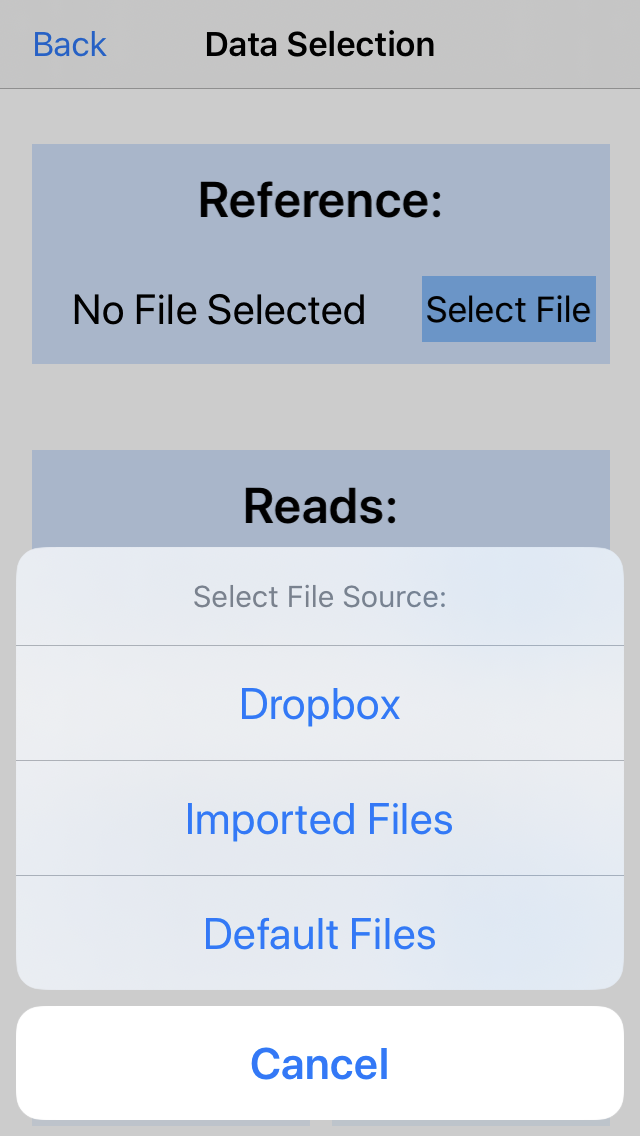 Back
Data Selection
Reference:
No File Selected
Select File
Reads:
Select File Source:
Dropbox
Imported Files
Default Files
Cancel